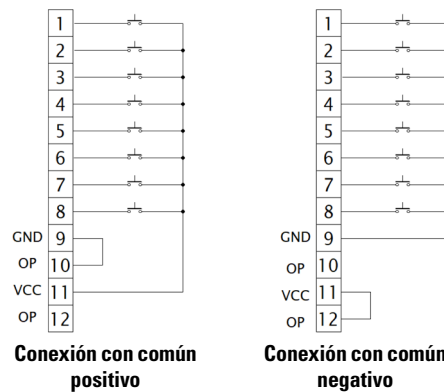 1
2
3
4
5
6
7
8
GND 9
OP 10
VCC 11
OP 12
Conexión con común
positivo
1
2
3
4
5
6
7
8
GND 9
OP 10
VCC 11
OP 12
Conexión con común
negativo